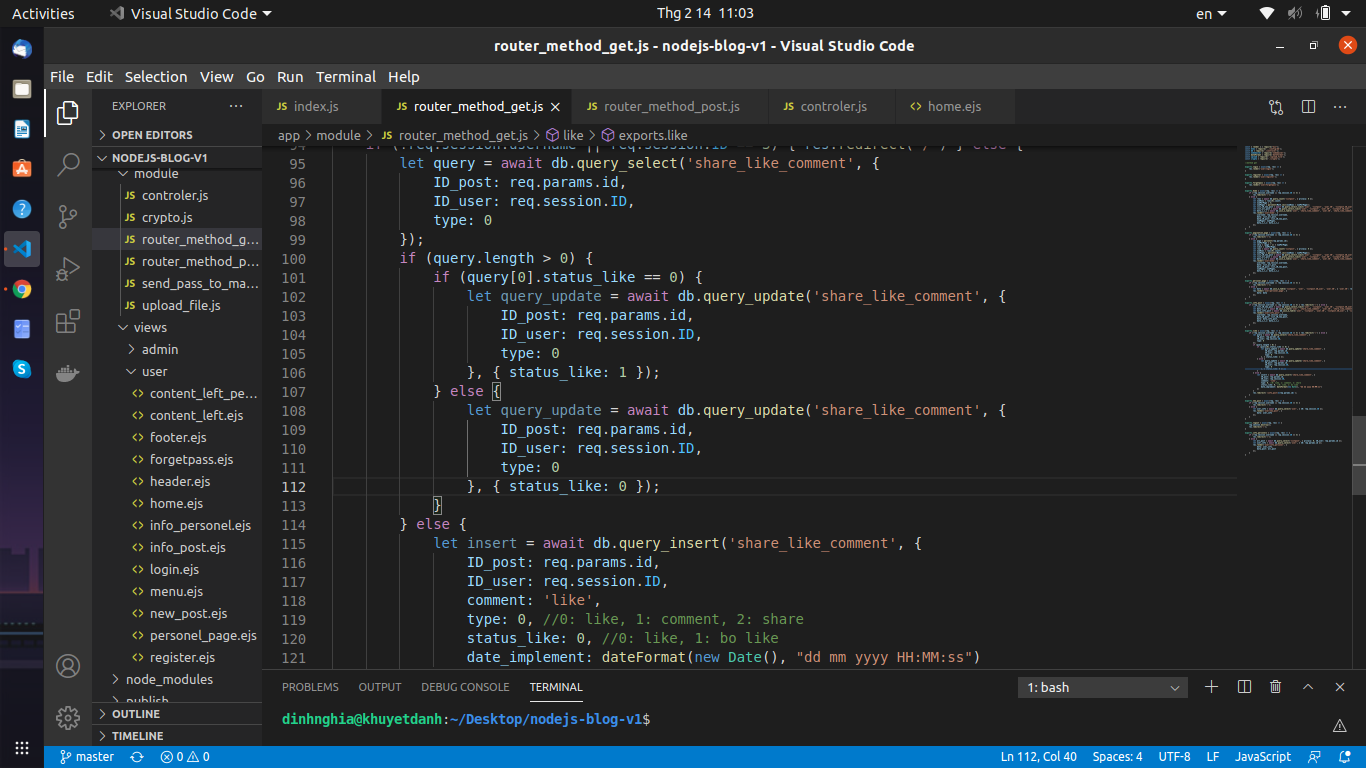 Activities
Visual Studio Code
Thg 2 14 11:03
en
router_method_get.js - nodejs-blog-v1 - Visual Studio Code
File Edit Selection View Go Run Terminal Help
EXPLORER
OPEN EDITORS
NODEJS-BLOG-V1
module
JS controler.js
JS crypto.js
JS router_method_g...
JS router_method_p...
JS send_pass_to_ma...
JS upload_file.js
views
admin
user
content_left_pe...
content_left.ejs
footer.ejs
forgetpass.ejs
header.ejs
home.ejs
info_personel.ejs
info_post.ejs
login.ejs
menu.ejs
new_post.ejs
personel_page.ejs
register.ejs
node_modules
publish
OUTLINE
TIMELINE
JS index.js
JS router_method_get.js
JS router_method_post.js
JS controler.js
home.ejs
app > module > JS router_method_get.js > like > exports.like
95 let query = await db.query_select('share_like_comment', {
96 ID_post: req.params.id,
97 ID_user: req.session.ID,
98 type: 0
99 });
100 if (query.length > 0) {
101 if (query[0].status_like == 0) {
102 let query_update = await db.query_update('share_like_comment', {
103 ID_post: req.params.id,
104 ID_user: req.session.ID,
105 type: 0
106 }, { status_like: 1 });
107 } else {
108 let query_update = await db.query_update('share_like_comment', {
109 ID_post: req.params.id,
110 ID_user: req.session.ID,
111 type: 0
112 }, { status_like: 0 });
113 }
114 } else {
115 let insert = await db.query_insert('share_like_comment', {
116 ID_post: req.params.id,
117 ID_user: req.session.ID,
118 comment: 'like',
119 type: 0, //0: like, 1: comment, 2: share
120 status_like: 0, //0: like, 1: bo like
121 date_implement: dateFormat(new Date(), "dd mm yyyy HH:MM:ss")
PROBLEMS OUTPUT DEBUG CONSOLE TERMINAL
1: bash
dinhnghia@khuyetdanh:~/Desktop/nodejs-blog-v1$
master
0 0
Ln 112, Col 40
Spaces: 4
UTF-8
LF
JavaScript